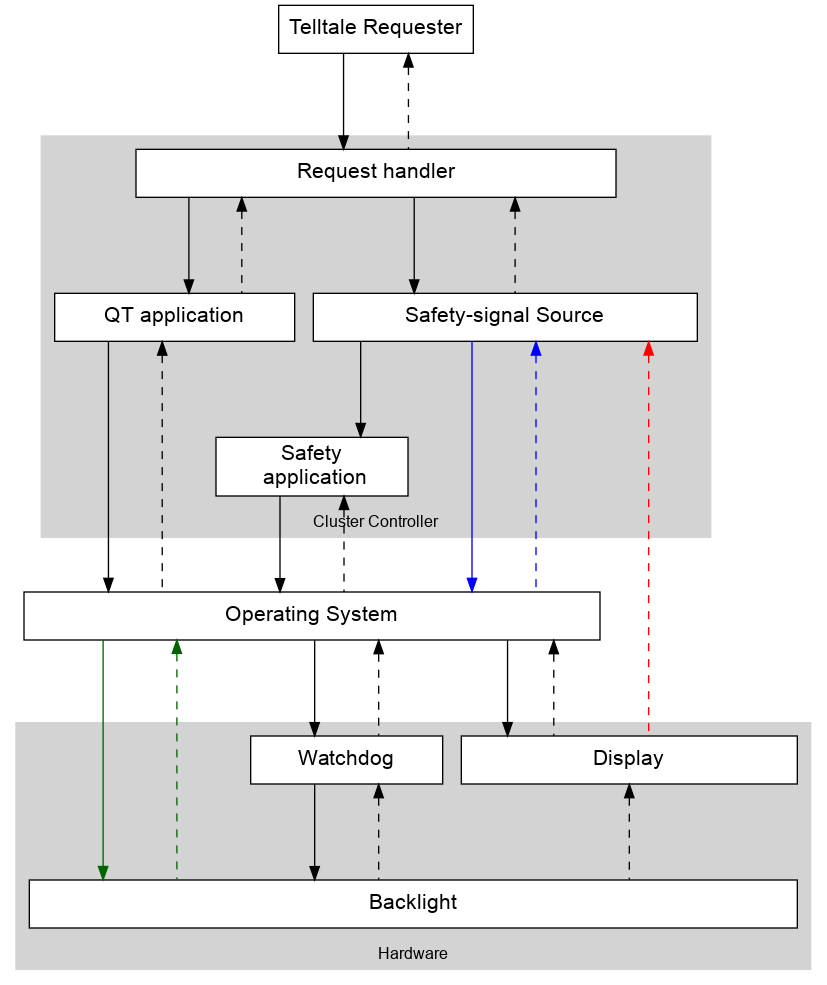 Telltale Requester
Request handler
QT application
Safety-signal Source
Safety
application
Cluster Controller
Operating System
Watchdog
Display
Backlight
Hardware